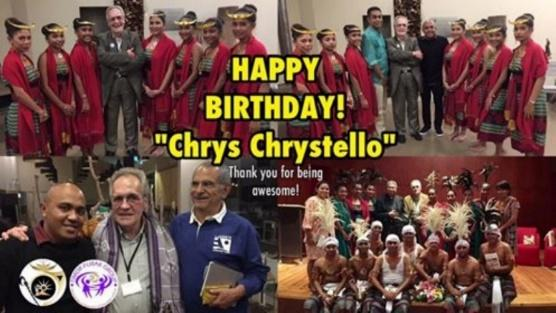 HAPPY
BIRTHDAY!
"Chrys Chrystello"
Thank you for being
awesome!